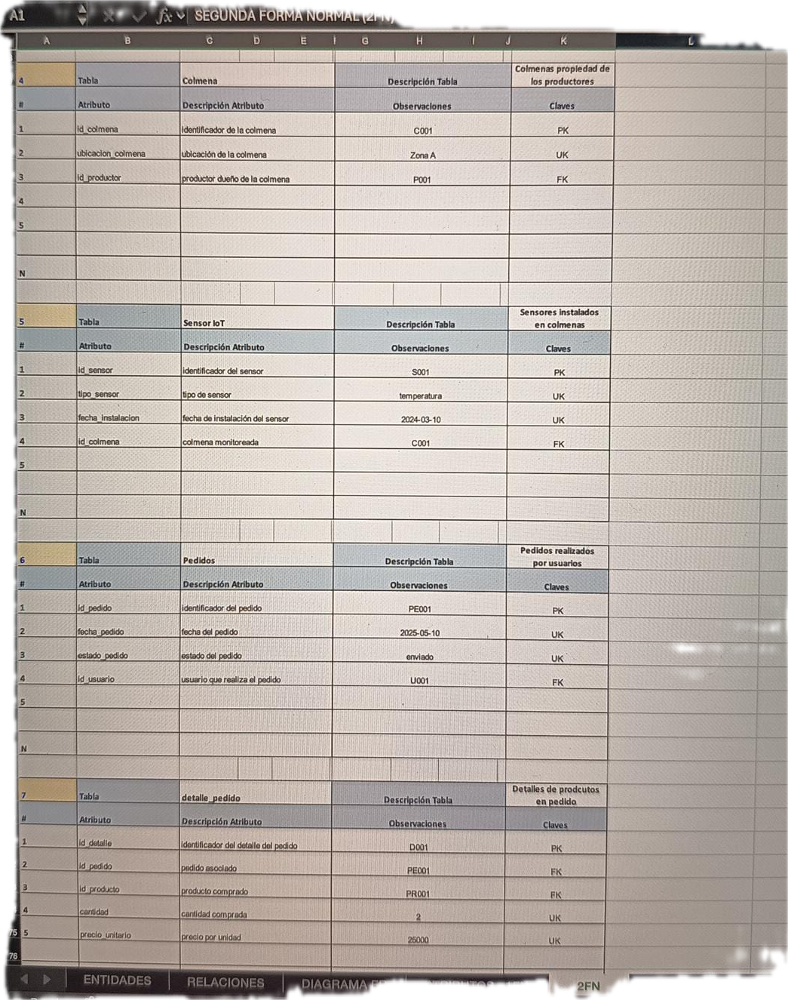 A1 fx SEGUNDA FORMA NORMAL (2FN)
A B C D E I G H I J K L
4 Tabla Colmena Descripción Tabla Colmenas propiedad de los productores
# Atributo Descripción Atributo Observaciones Claves
1 id_colmena identificador de la colmena C001 PK
2 ubicacion_colmena ubicación de la colmena Zona A UK
3 id_productor productor dueño de la colmena P001 FK
4
5
N
5 Tabla Sensor IoT Descripción Tabla Sensores instalados en colmenas
# Atributo Descripción Atributo Observaciones Claves
1 id_sensor identificador del sensor S001 PK
2 tipo_sensor tipo de sensor temperatura UK
3 fecha_instalacion fecha de instalación del sensor 2024-03-10 UK
4 id_colmena colmena monitoreada C001 FK
5
N
6 Tabla Pedidos Descripción Tabla Pedidos realizados por usuarios
# Atributo Descripción Atributo Observaciones Claves
1 id_pedido identificador del pedido PE001 PK
2 fecha_pedido fecha del pedido 2025-05-10 UK
3 estado_pedido estado del pedido enviado UK
4 id_usuario usuario que realiza el pedido U001 FK
5
N
7 Tabla detalle_pedido Descripción Tabla Detalles de prodcutos en pedido
# Atributo Descripción Atributo Observaciones Claves
1 id_detalle identificador del detalle del pedido D001 PK
2 id_pedido pedido asociado PE001 FK
3 id_producto producto comprado PR001 FK
4 cantidad cantidad comprada 2 UK
75 5 precio_unitario precio por unidad 25000 UK
76
ENTIDADES RELACIONES DIAGRAMA 2FN